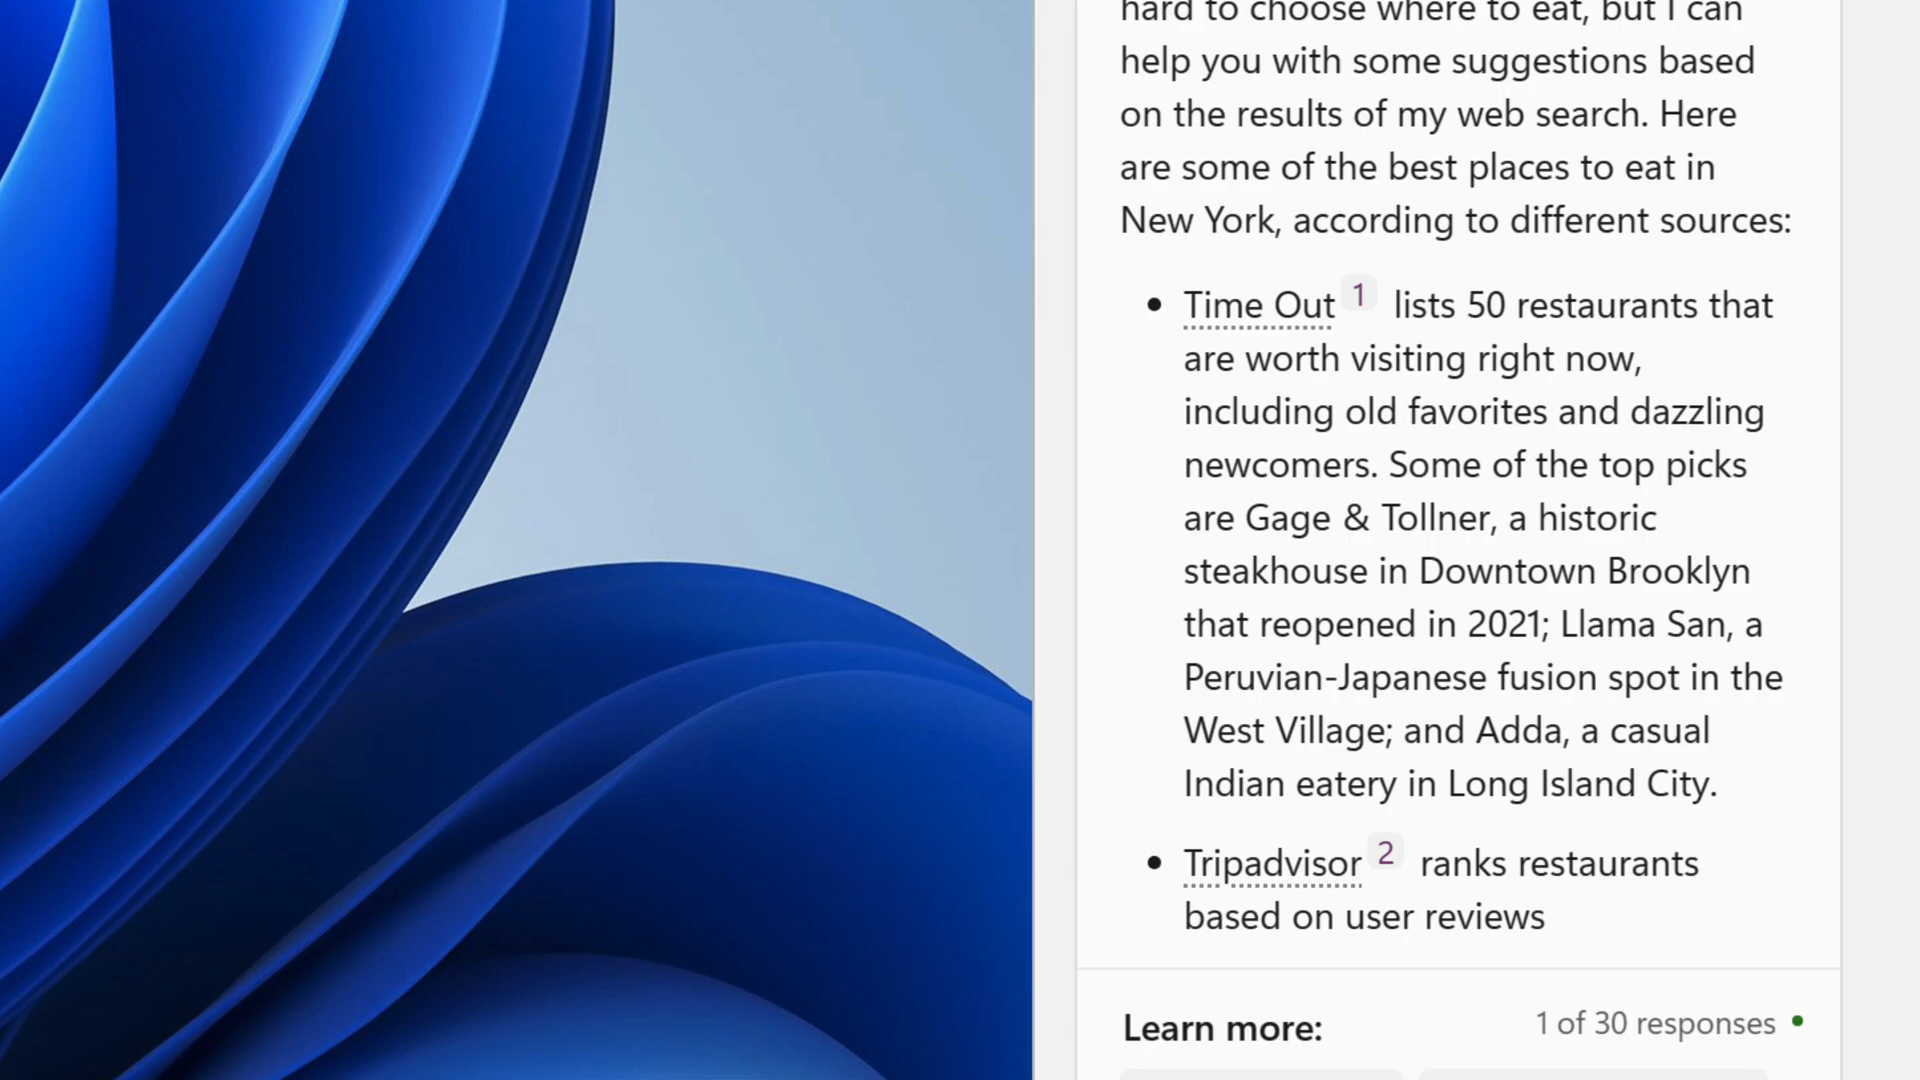 hard to choose where to eat, but I can
help you with some suggestions based
on the results of my web search. Here
are some of the best places to eat in
New York, according to different sources:
• Time Out 1 lists 50 restaurants that
are worth visiting right now,
including old favorites and dazzling
newcomers. Some of the top picks
are Gage & Tollner, a historic
steakhouse in Downtown Brooklyn
that reopened in 2021; Llama San, a
Peruvian-Japanese fusion spot in the
West Village; and Adda, a casual
Indian eatery in Long Island City.
• Tripadvisor 2 ranks restaurants
based on user reviews
Learn more:
1 of 30 responses